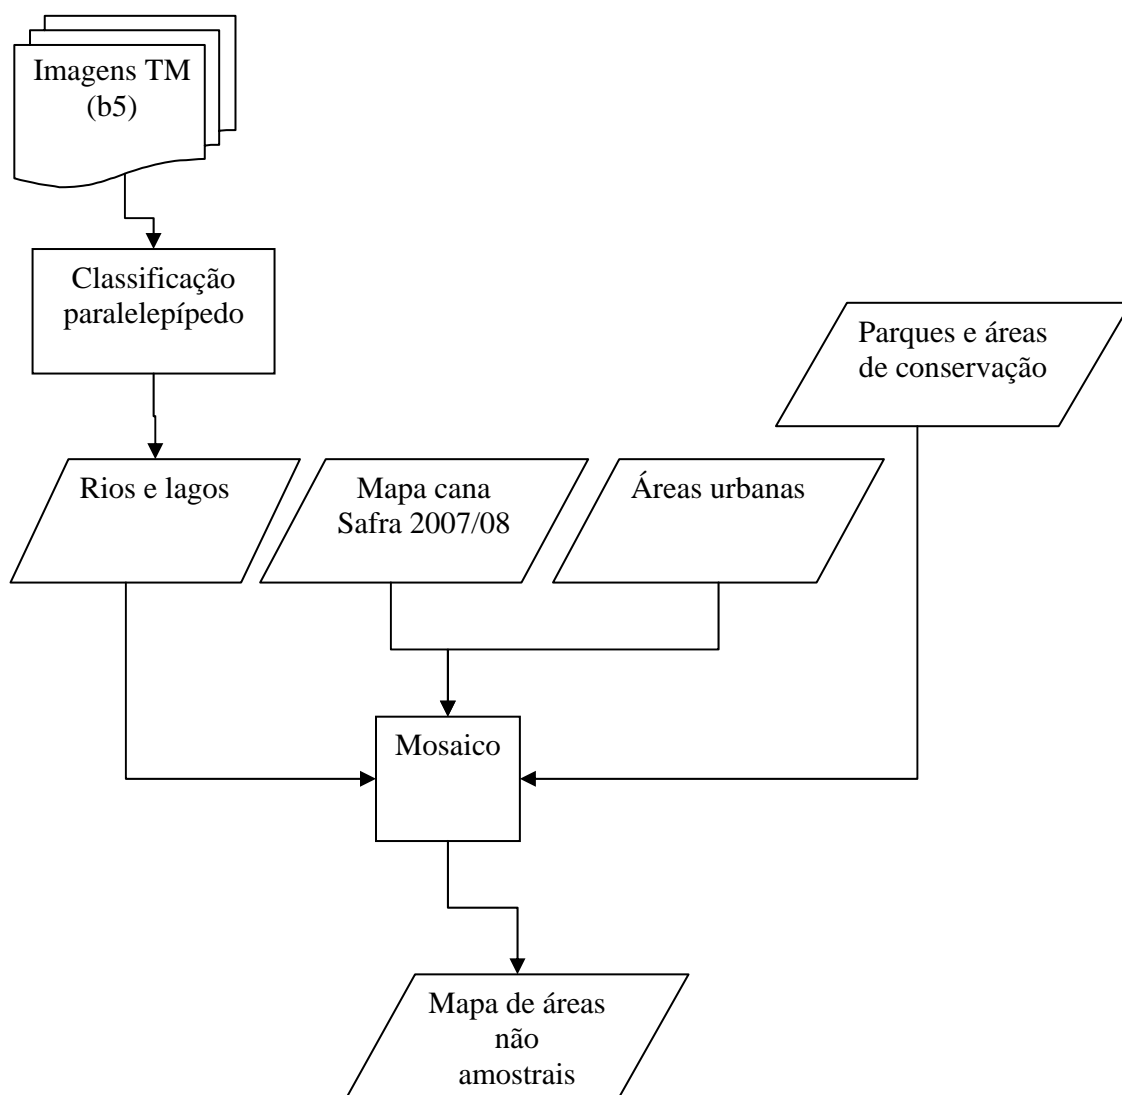 Imagens TM
(b5)
Classificação
paralelepípedo
Parques e áreas
de conservação
Rios e lagos
Mapa cana
Safra 2007/08
Áreas urbanas
Mosaico
Mapa de áreas
não
amostrais